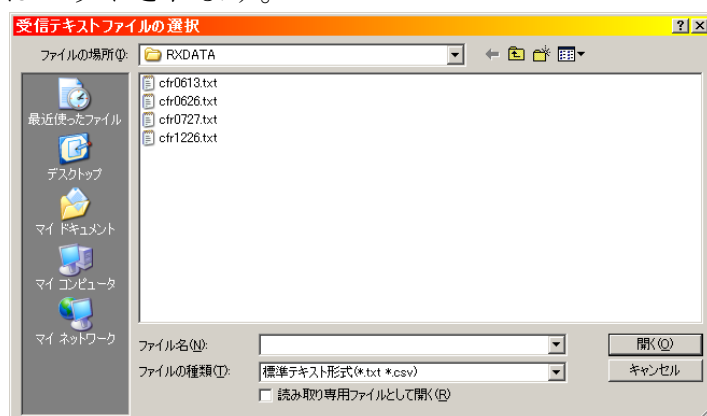 受信テキストファイルの選択
ファイルの場所(I):
RXDATA
cfr0613.txt
cfr0626.txt
cfr0727.txt
cfr1226.txt
最近使ったファイル
デスクトップ
マイ ドキュメント
マイ コンピュータ
マイ ネットワーク
ファイル名(N):
開く(O)
ファイルの種類(T):
標準テキスト形式(*.txt *.csv)
キャンセル
読み取り専用ファイルとして開く(R)